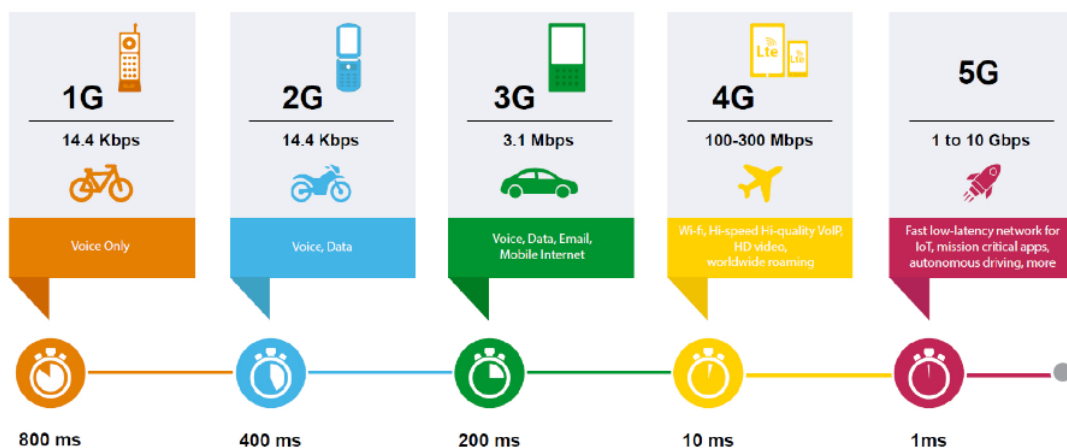 1G
14.4 Kbps
Voice Only
800 ms
2G
14.4 Kbps
Voice, Data
400 ms
3G
3.1 Mbps
Voice, Data, Email,
Mobile Internet
200 ms
Lte
Lte
4G
100-300 Mbps
Wi-fi, Hi-speed Hi-quality VoIP,
HD video,
worldwide roaming
10 ms
5G
1 to 10 Gbps
Fast low-latency network for
IoT, mission critical apps,
autonomous driving, more
1ms